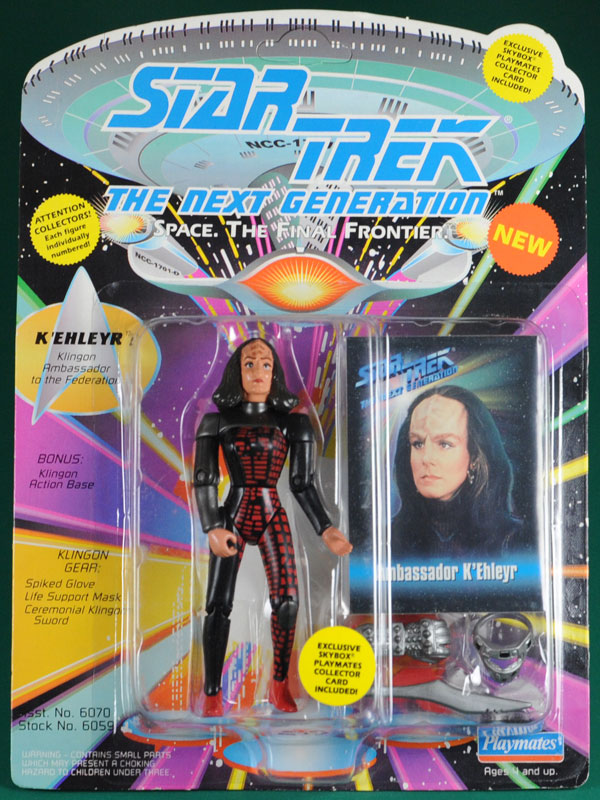 EXCLUSIVE
SKYBOX®
PLAYMATES
COLLECTOR
CARD
INCLUDED!
STAR
TREK®
THE NEXT GENERATION™
SPACE. THE FINAL FRONTIER.
NCC-1701-D
ATTENTION
COLLECTORS!
Each figure
individually
numbered!
NEW
K'EHLEYR™
Klingon
Ambassador
to the Federation
BONUS:
Klingon
Action Base
KLINGON
GEAR:
Spiked Glove
Life Support Mask
Ceremonial Klingon
Sword
STAR
TREK
THE NEXT GENERATION
Ambassador K'Ehleyr
EXCLUSIVE
SKYBOX®
PLAYMATES
COLLECTOR
CARD
INCLUDED!
Asst. No. 6070
Stock No. 6059
WARNING - CONTAINS SMALL PARTS
WHICH MAY PRESENT A CHOKING
HAZARD TO CHILDREN UNDER THREE
Playmates®
Ages 4 and up.